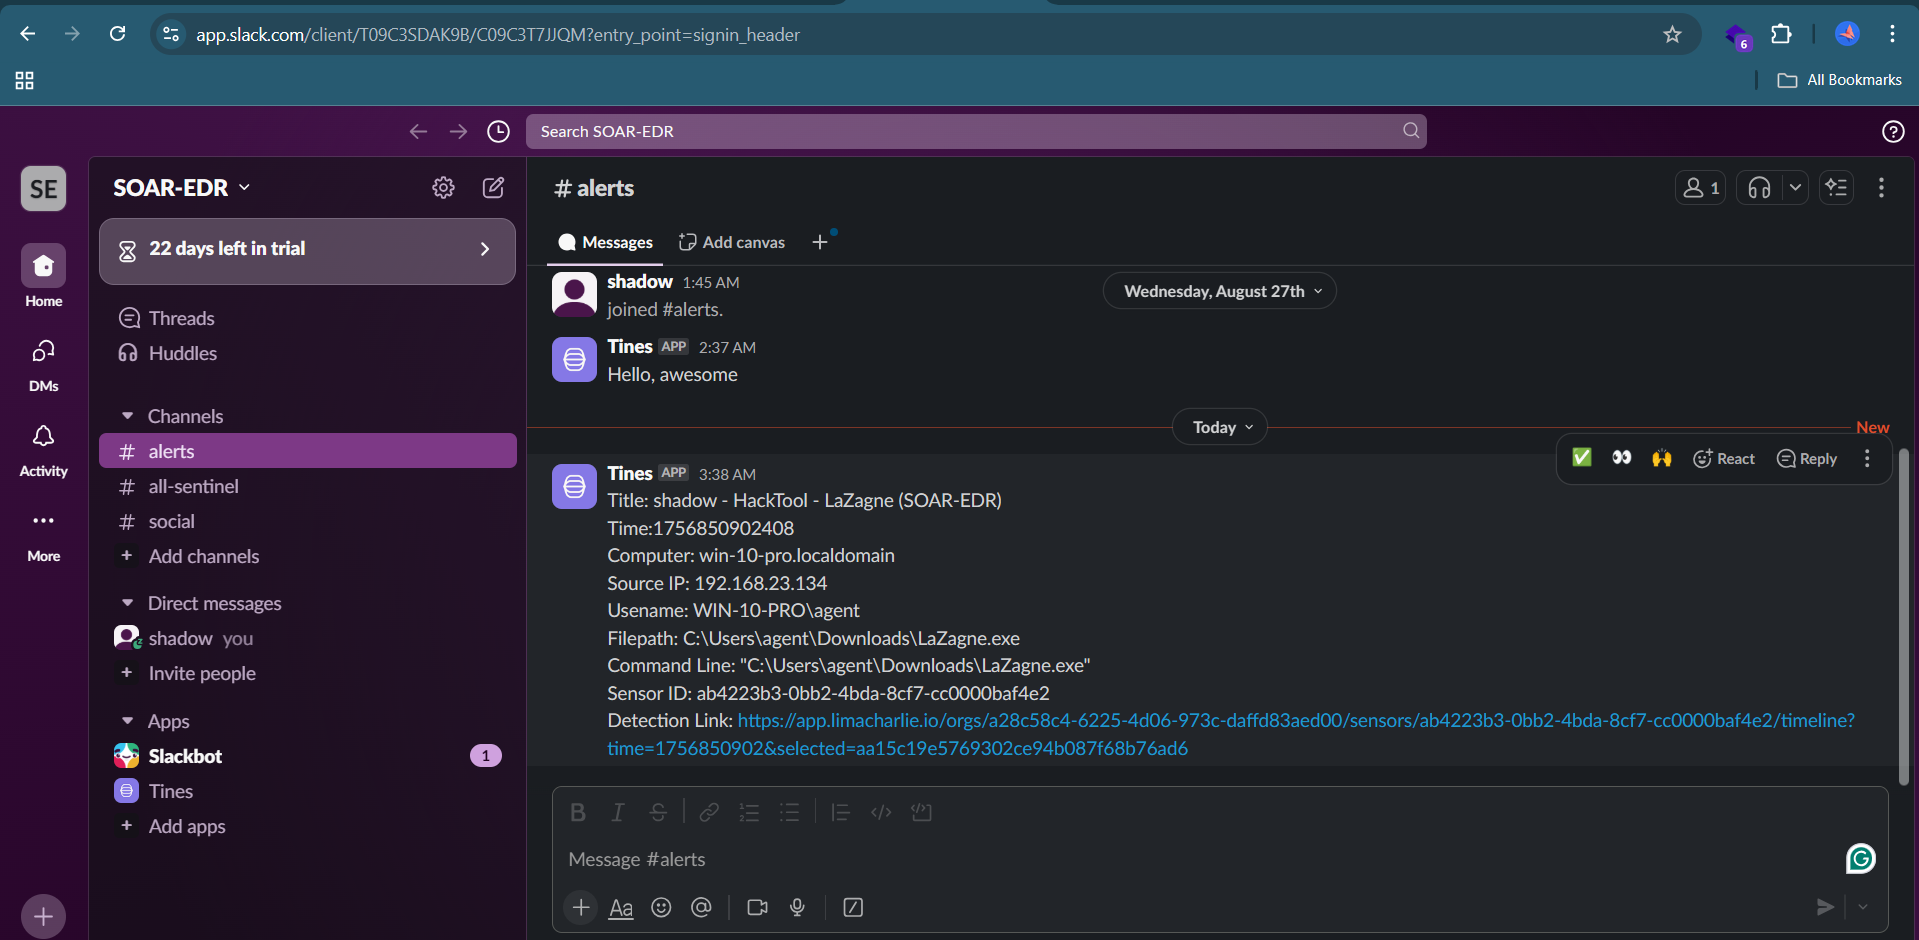 app.slack.com/client/T09C3SDAK9B/C09C3T7JJQM?entry_point=signin_header
6
All Bookmarks
Search SOAR-EDR
SE
Home
DMs
Activity
More
SOAR-EDR
22 days left in trial
Threads
Huddles
Channels
# alerts
# all-sentinel
# social
+ Add channels
Direct messages
shadow you
+ Invite people
Apps
Slackbot 1
Tines
+ Add apps
# alerts
1
Messages
Add canvas
shadow 1:45 AM
joined #alerts.
Wednesday, August 27th
Tines APP 2:37 AM
Hello, awesome
Today
New
React
Reply
Tines APP 3:38 AM
Title: shadow - HackTool - LaZagne (SOAR-EDR)
Time:1756850902408
Computer: win-10-pro.localdomain
Source IP: 192.168.23.134
Usename: WIN-10-PRO\agent
Filepath: C:\Users\agent\Downloads\LaZagne.exe
Command Line: "C:\Users\agent\Downloads\LaZagne.exe"
Sensor ID: ab4223b3-0bb2-4bda-8cf7-cc0000baf4e2
Detection Link: https://app.limacharlie.io/orgs/a28c58c4-6225-4d06-973c-daffd83aed00/sensors/ab4223b3-0bb2-4bda-8cf7-cc0000baf4e2/timeline?
time=1756850902&selected=aa15c19e5769302ce94b087f68b76ad6
Message #alerts
Aa